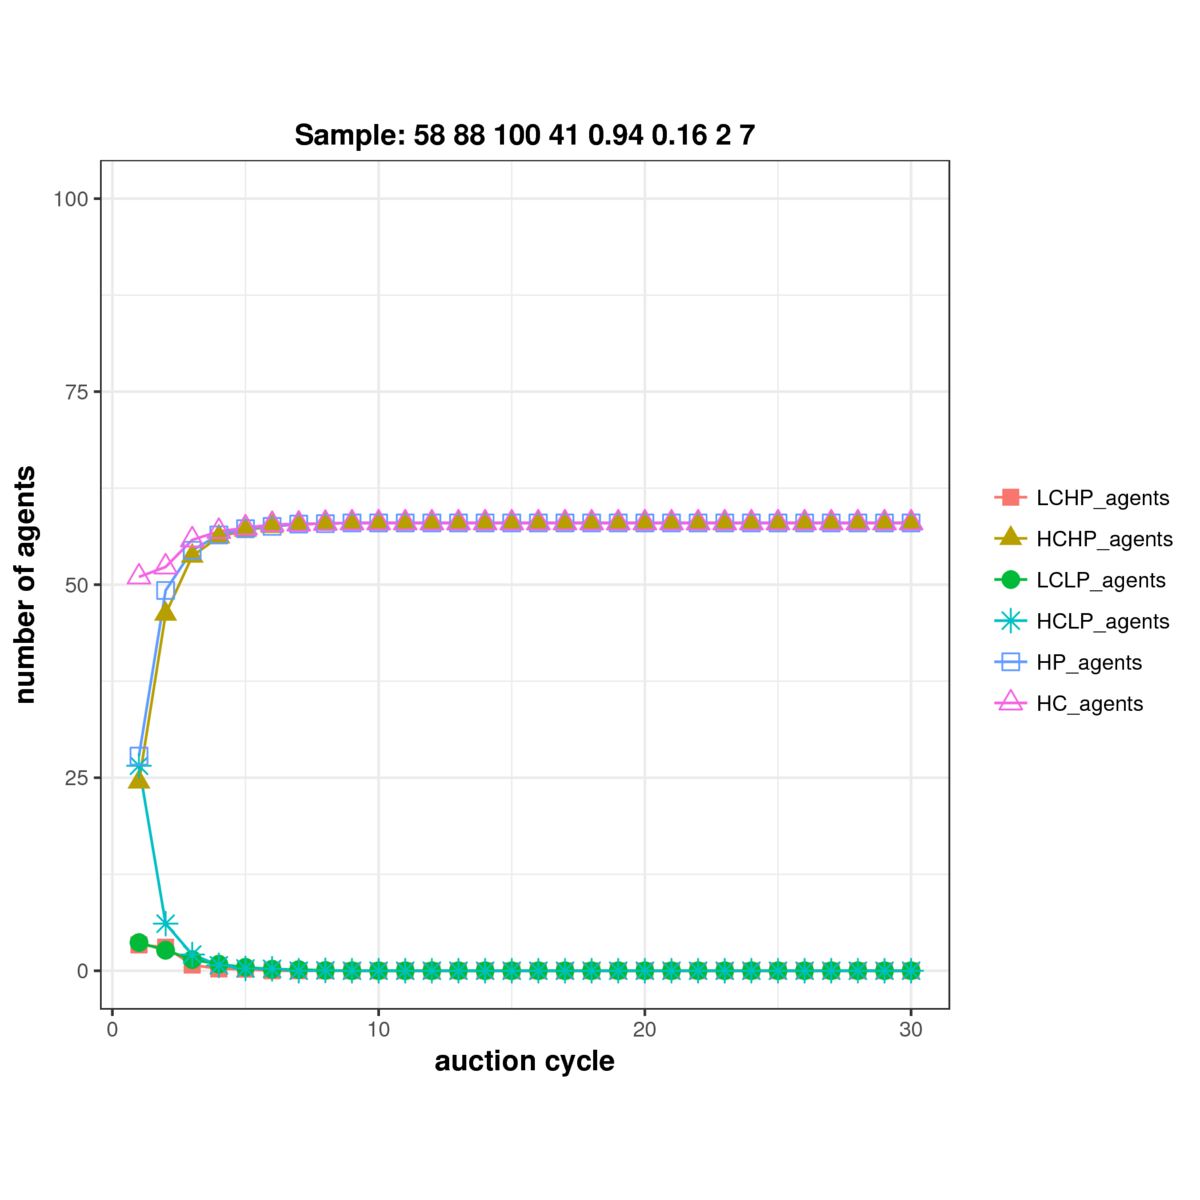 Sample: 58 88 100 41 0.94 0.16 2 7
100
75
50
25
0
number of agents
0 10 20 30
auction cycle
LCHP_agents
HCHP_agents
LCLP_agents
HCLP_agents
HP_agents
HC_agents